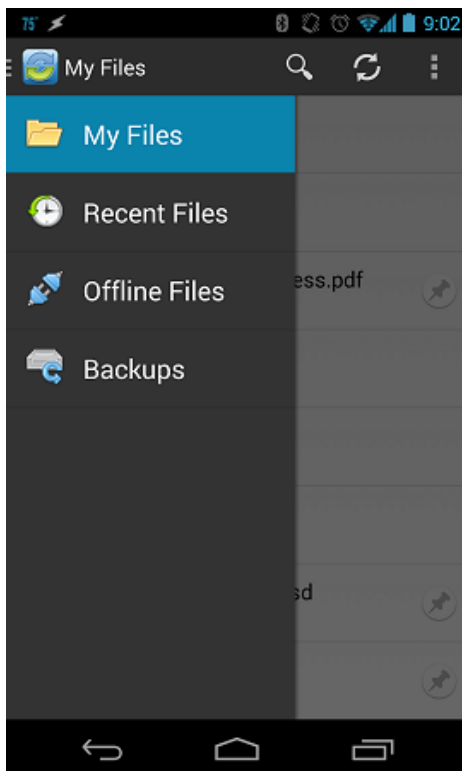 75° 9:02
My Files
My Files
Recent Files
ess.pdf
Offline Files
Backups
sd